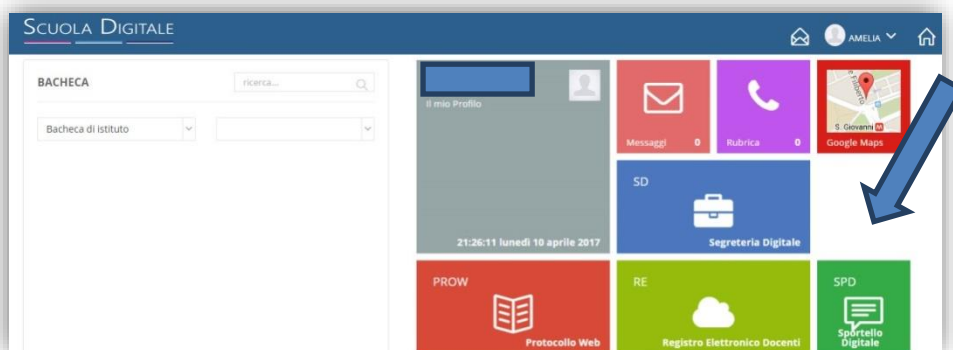 SCUOLA DIGITALE
AMELIA
BACHECA
ricerca...
Bacheca di istituto
Il mio Profilo
21:26:11 lunedì 10 aprile 2017
Messaggi 0
Rubrica 0
S. Giovanni M
Google Maps
SD
Segreteria Digitale
PROW
Protocollo Web
RE
Registro Elettronico Docenti
SPD
Sportello
Digitale